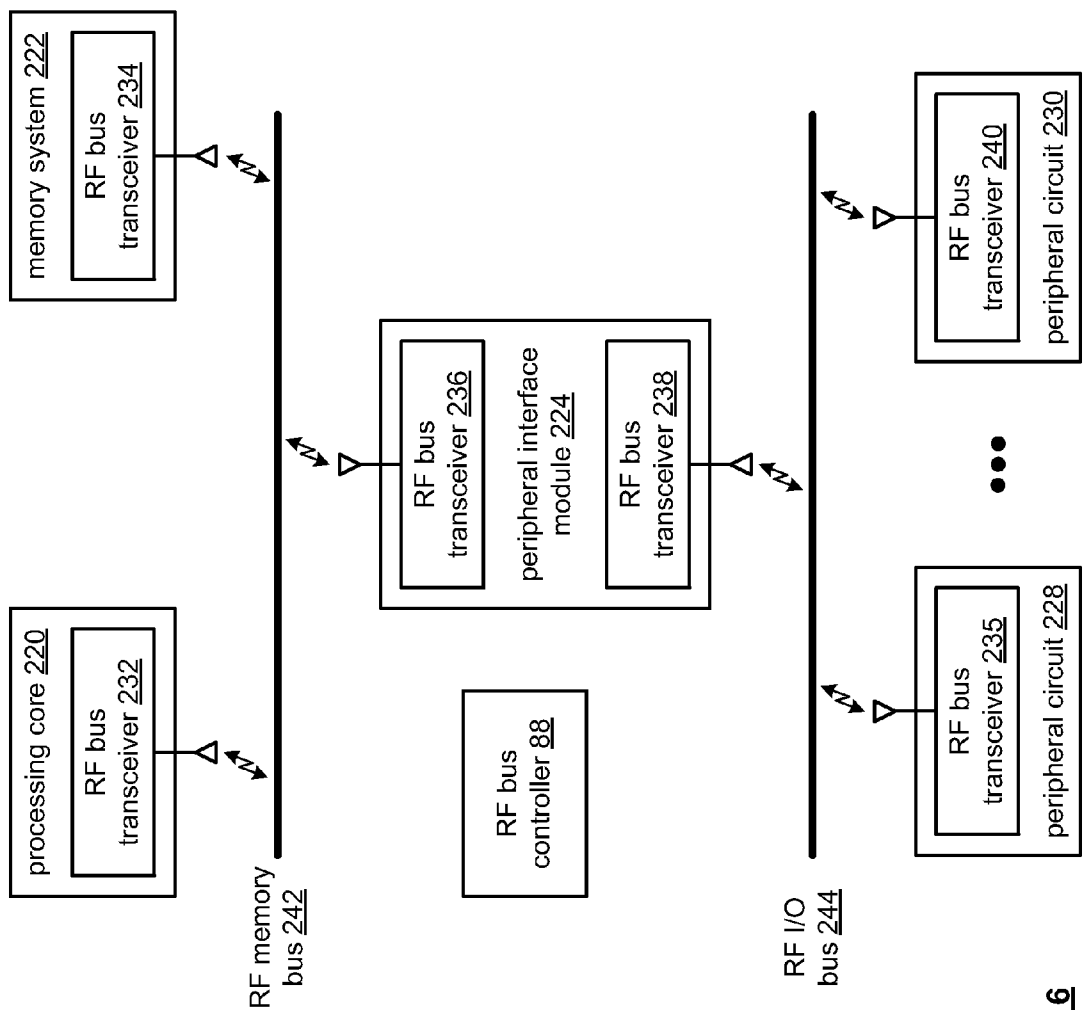 processing core 220
RF bus
transceiver 232
memory system 222
RF bus
transceiver 234
RF memory
bus 242
RF bus
controller 88
RF bus
transceiver 236
peripheral interface
module 224
RF bus
transceiver 238
RF I/O
bus 244
RF bus
transceiver 235
peripheral circuit 228
RF bus
transceiver 240
peripheral circuit 230
6